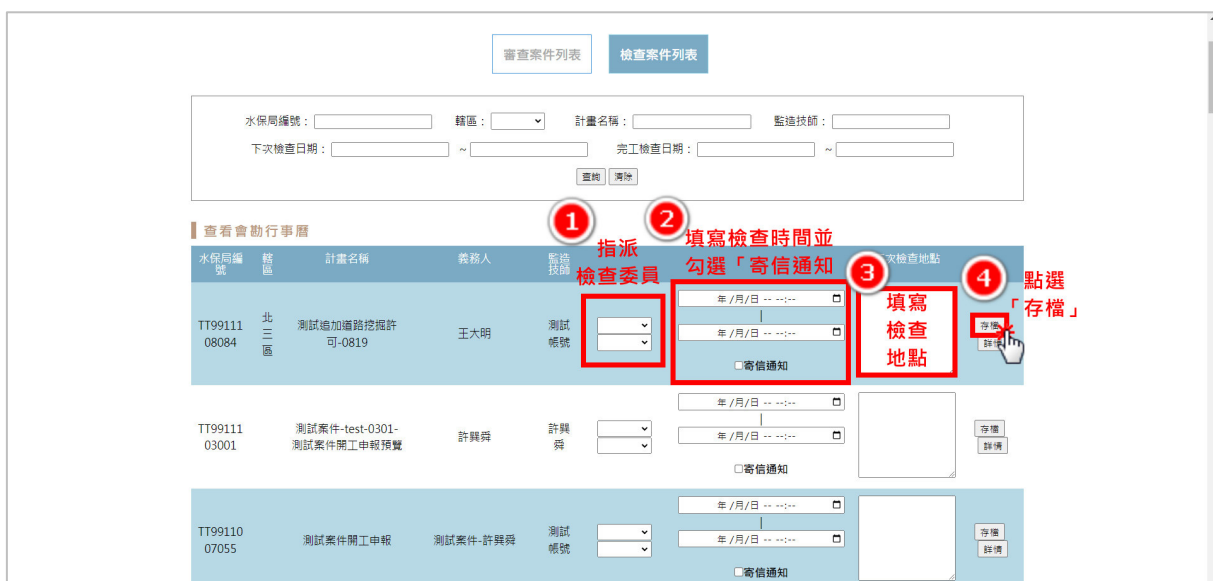 審查案件列表 檢查案件列表
水保局編號： 轄區： 計畫名稱： 監造技師：
下次檢查日期： ~ 完工檢查日期： ~
查詢 清除
查看會勘行事曆
1 指派
檢查委員
2 填寫檢查時間並
勾選「寄信通知
3 填寫
檢查
地點
4 點選
「存檔」
水保局編
號
轄
區
計畫名稱
義務人
監造
技師
次檢查地點
TT99111
08084
北
三
區
測試追加道路挖掘許
可-0819
王大明
測試
帳號
年 /月/日 -- --:--
|
年 /月/日 -- --:--
寄信通知
存檔
詳情
TT99111
03001
測試案件-test-0301-
測試案件開工申報預覽
許巽舜
許巽
舜
年 /月/日 -- --:--
|
年 /月/日 -- --:--
寄信通知
存檔
詳情
TT99110
07055
測試案件開工申報
測試案件-許巽舜
測試
帳號
年 /月/日 -- --:--
|
年 /月/日 -- --:--
寄信通知
存檔
詳情